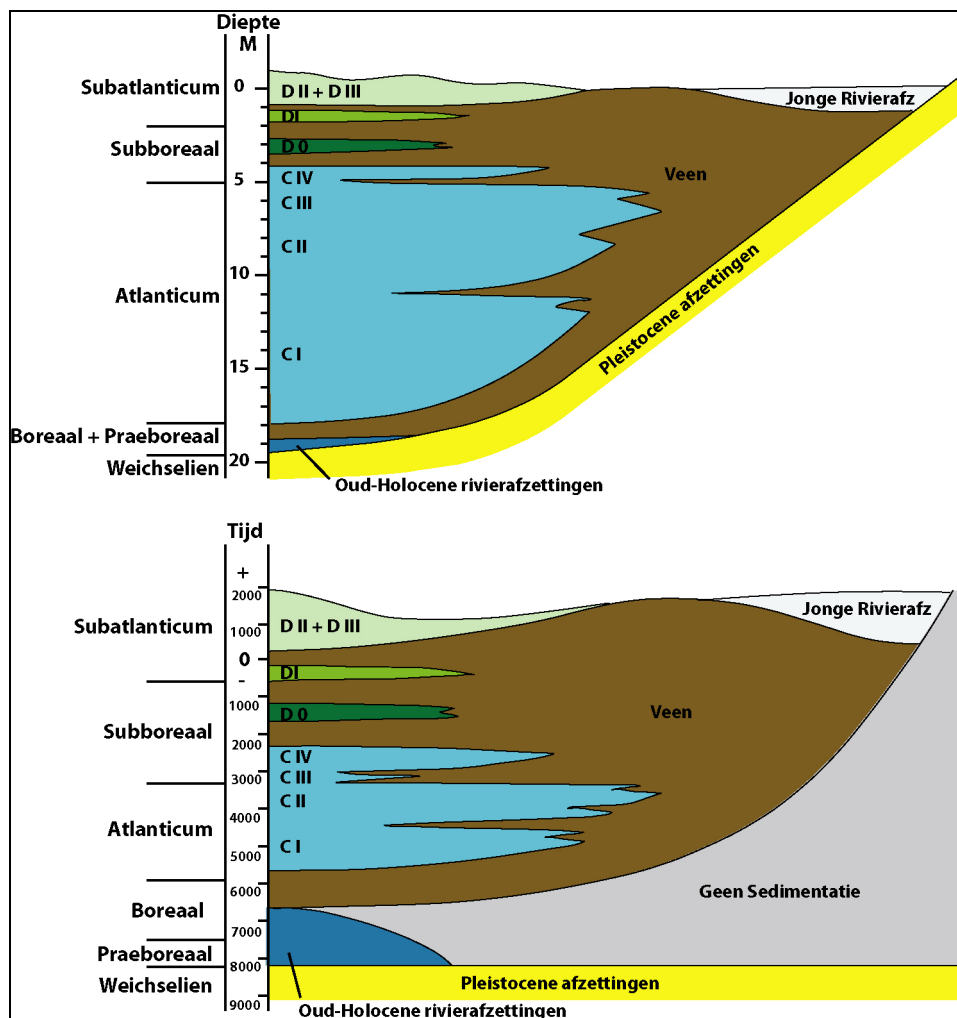 Diepte
M
Subatlanticum
0
D II + D III
Jonge Rivierafz
DI
Subboreaal
D 0
Veen
C IV
5
C III
C II
10
Atlanticum
Pleistocene afzettingen
C I
15
Boreaal + Praeboreaal
Weichselien
20
Oud-Holocene rivierafzettingen
Tijd
+
2000
Jonge Rivierafz
Subatlanticum
1000
D II + D III
0
DI
-
1000
D 0
Veen
Subboreaal
2000
C IV
3000
C III
C II
4000
Atlanticum
C I
5000
6000
Geen Sedimentatie
Boreaal
7000
Praeboreaal
8000
Weichselien
Pleistocene afzettingen
9000
Oud-Holocene rivierafzettingen